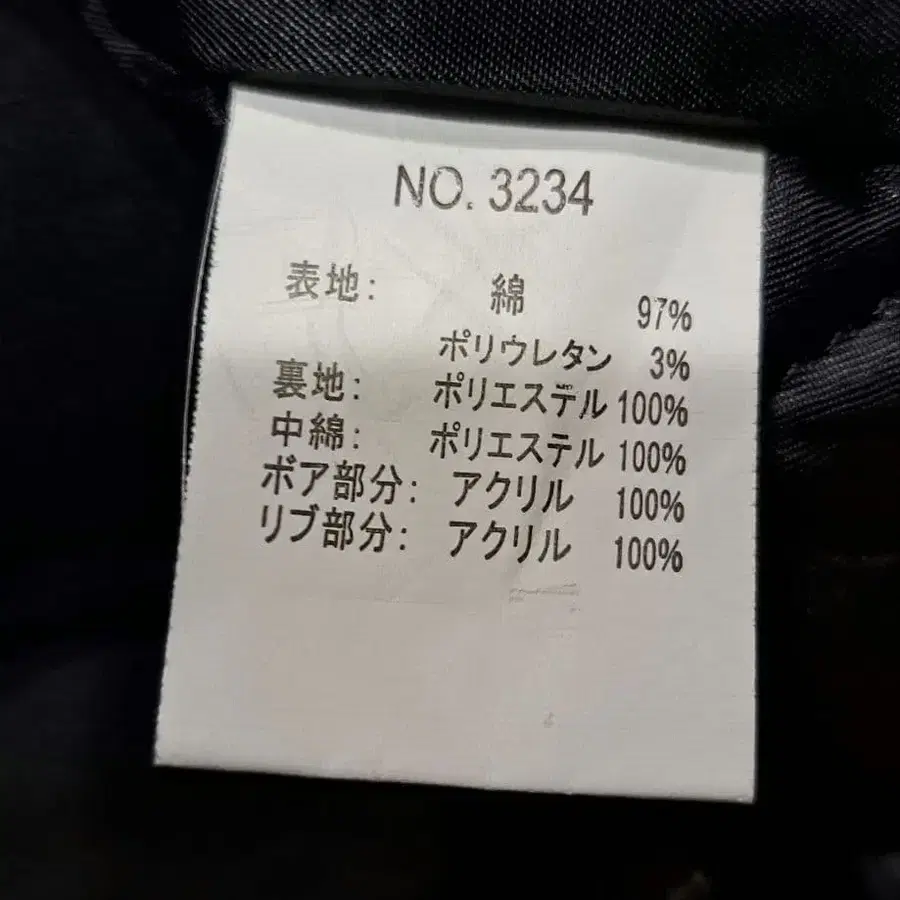 NO. 3234
表地: 綿 97%
ポリウレタン 3%
裏地: ポリエステル 100%
中綿: ポリエステル 100%
ボア部分: アクリル 100%
リブ部分: アクリル 100%